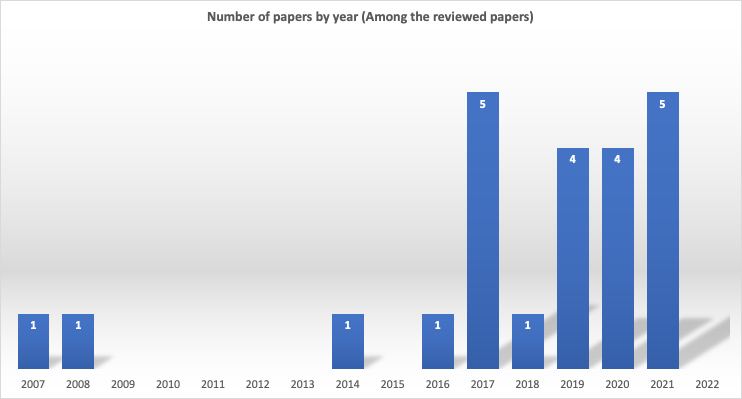 Number of papers by year (Among the reviewed papers)
5 5
4 4
1 1 1 1 1
2007 2008 2009 2010 2011 2012 2013 2014 2015 2016 2017 2018 2019 2020 2021 2022